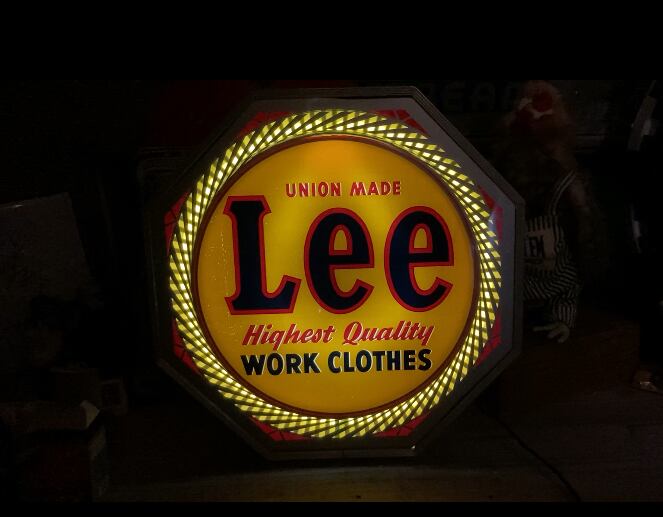 UNION MADE
Lee
Highest Quality
WORK CLOTHES